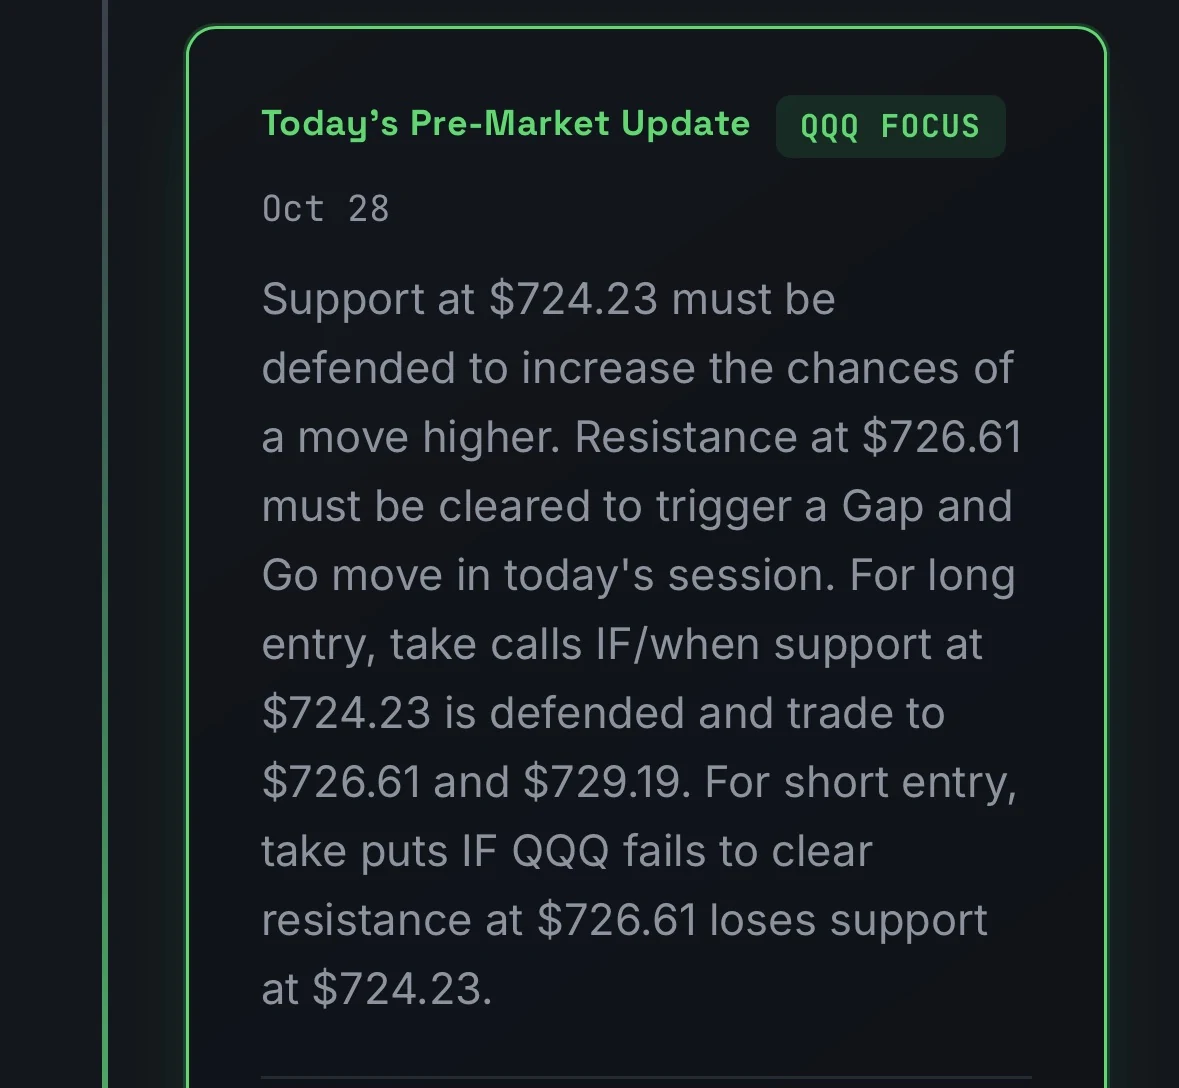 Today’s Pre-Market Update QQQ FOCUS
Oct 28
Support at $724.23 must be
defended to increase the chances of
a move higher. Resistance at $726.61
must be cleared to trigger a Gap and
Go move in today's session. For long
entry, take calls IF/when support at
$724.23 is defended and trade to
$726.61 and $729.19. For short entry,
take puts IF QQQ fails to clear
resistance at $726.61 loses support
at $724.23.